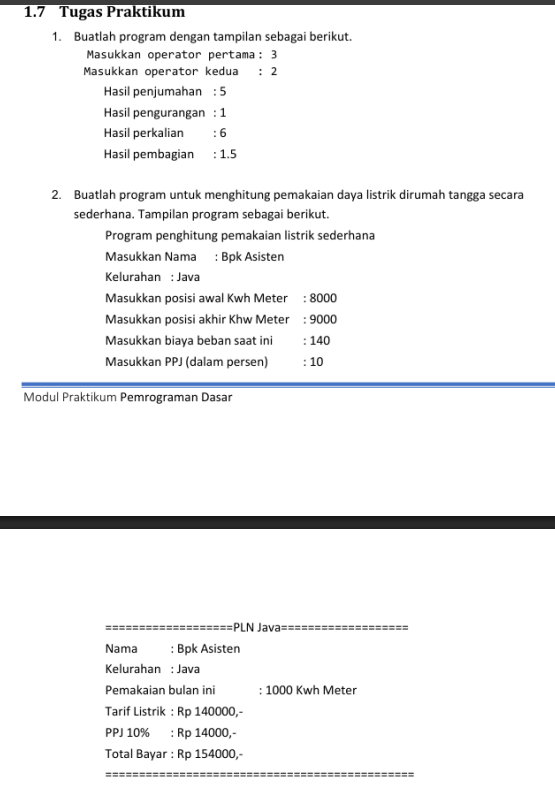 1.7 Tugas Praktikum
1. Buatlah program dengan tampilan sebagai berikut.
Masukkan operator pertama : 3
Masukkan operator kedua : 2
Hasil penjumahan : 5
Hasil pengurangan : 1
Hasil perkalian : 6
Hasil pembagian : 1.5
2. Buatlah program untuk menghitung pemakaian daya listrik dirumah tangga secara
sederhana. Tampilan program sebagai berikut.
Program penghitung pemakaian listrik sederhana
Masukkan Nama : Bpk Asisten
Kelurahan : Java
Masukkan posisi awal Kwh Meter : 8000
Masukkan posisi akhir Khw Meter : 9000
Masukkan biaya beban saat ini : 140
Masukkan PPJ (dalam persen) : 10
Modul Praktikum Pemrograman Dasar
===================PLN Java===================
Nama : Bpk Asisten
Kelurahan : Java
Pemakaian bulan ini : 1000 Kwh Meter
Tarif Listrik : Rp 140000,-
PPJ 10% : Rp 14000,-
Total Bayar : Rp 154000,-
==============================================